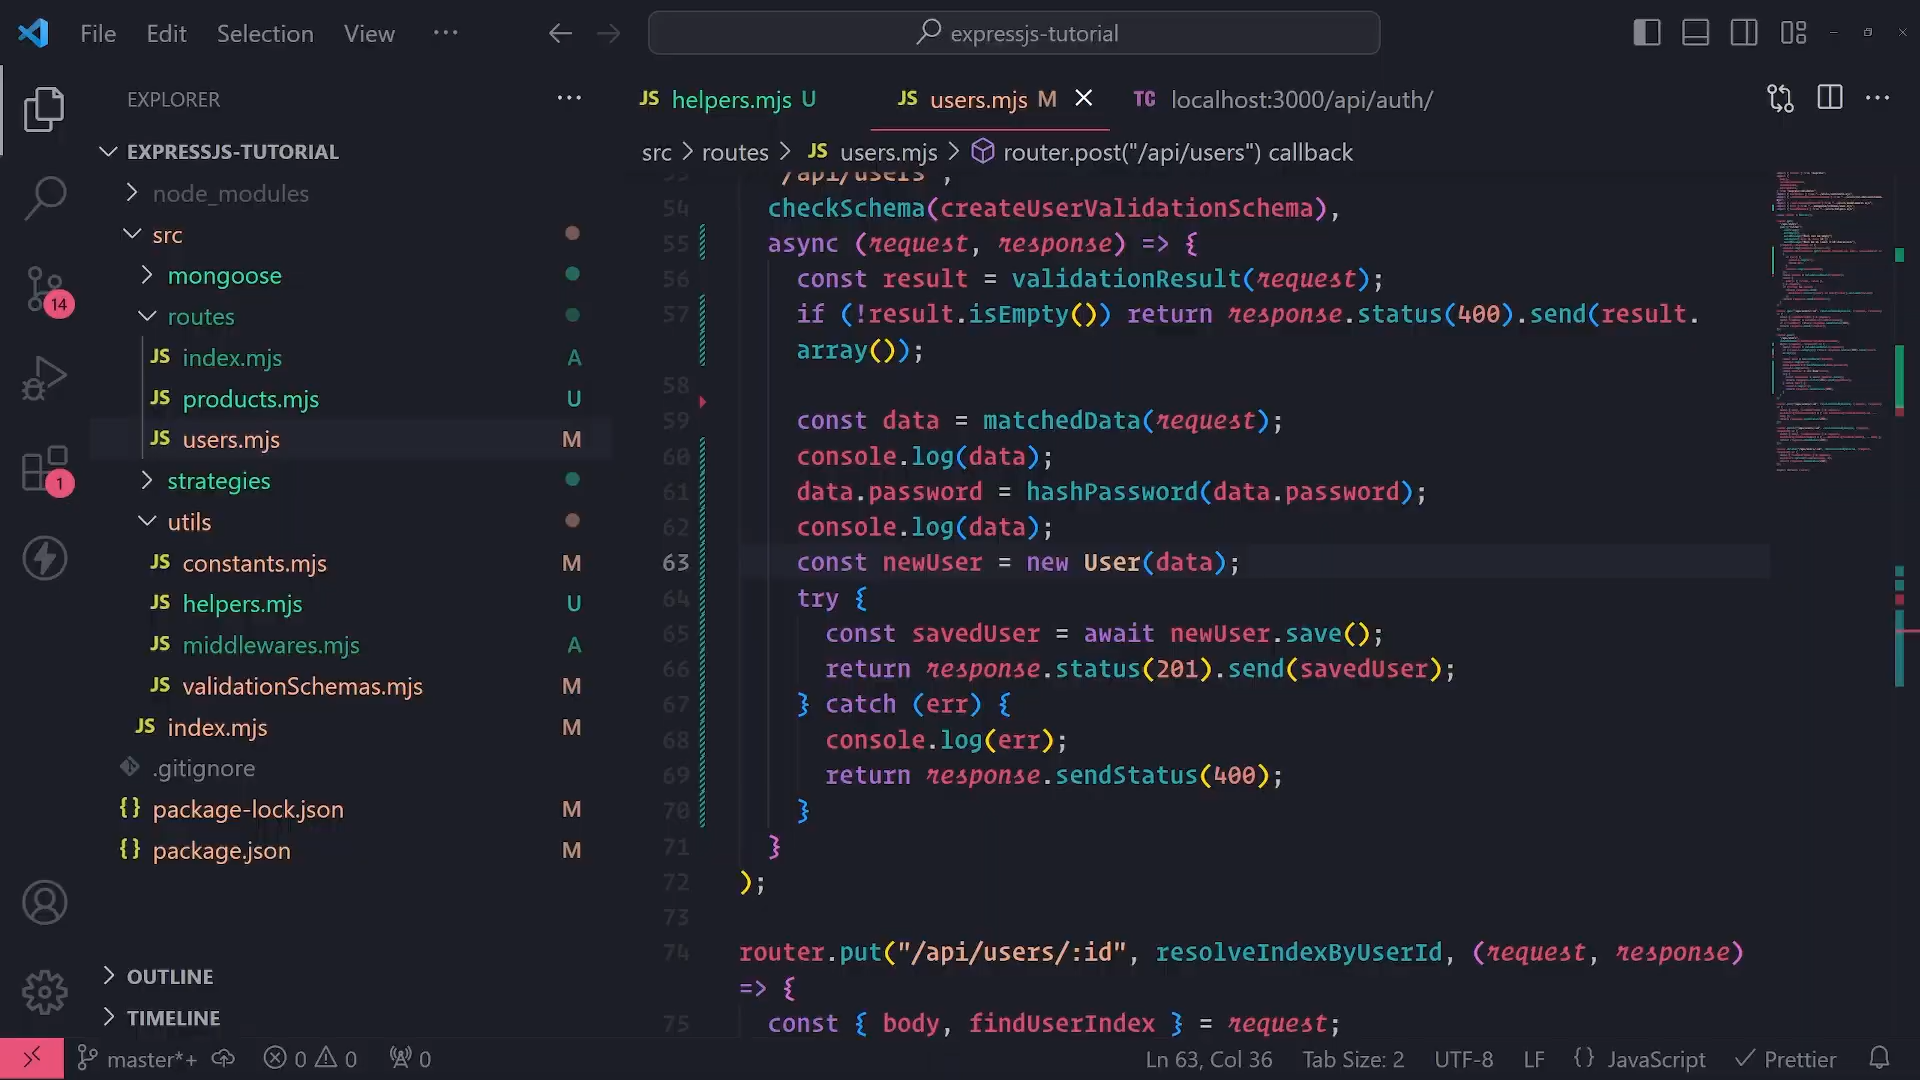 File Edit Selection View ··· expressjs-tutorial
EXPLORER ···
EXPRESSJS-TUTORIAL
node_modules
src
mongoose
routes
JS index.mjs A
JS products.mjs U
JS users.mjs M
strategies
utils
JS constants.mjs M
JS helpers.mjs U
JS middlewares.mjs A
JS validationSchemas.mjs M
JS index.mjs M
.gitignore
{} package-lock.json M
{} package.json M
OUTLINE
TIMELINE
14
1
JS helpers.mjs U JS users.mjs M TC localhost:3000/api/auth/
src > routes > JS users.mjs > router.post("/api/users") callback
53 "/api/users",
54 checkSchema(createUserValidationSchema),
55 async (request, response) => {
56 const result = validationResult(request);
57 if (!result.isEmpty()) return response.status(400).send(result.
array());
58
59 const data = matchedData(request);
60 console.log(data);
61 data.password = hashPassword(data.password);
62 console.log(data);
63 const newUser = new User(data);
64 try {
65 const savedUser = await newUser.save();
66 return response.status(201).send(savedUser);
67 } catch (err) {
68 console.log(err);
69 return response.sendStatus(400);
70 }
71 }
72 );
73
74 router.put("/api/users/:id", resolveIndexByUserId, (request, response)
=> {
75 const { body, findUserIndex } = request;
master*+ 0 0 0 Ln 63, Col 36 Tab Size: 2 UTF-8 LF {} JavaScript Prettier